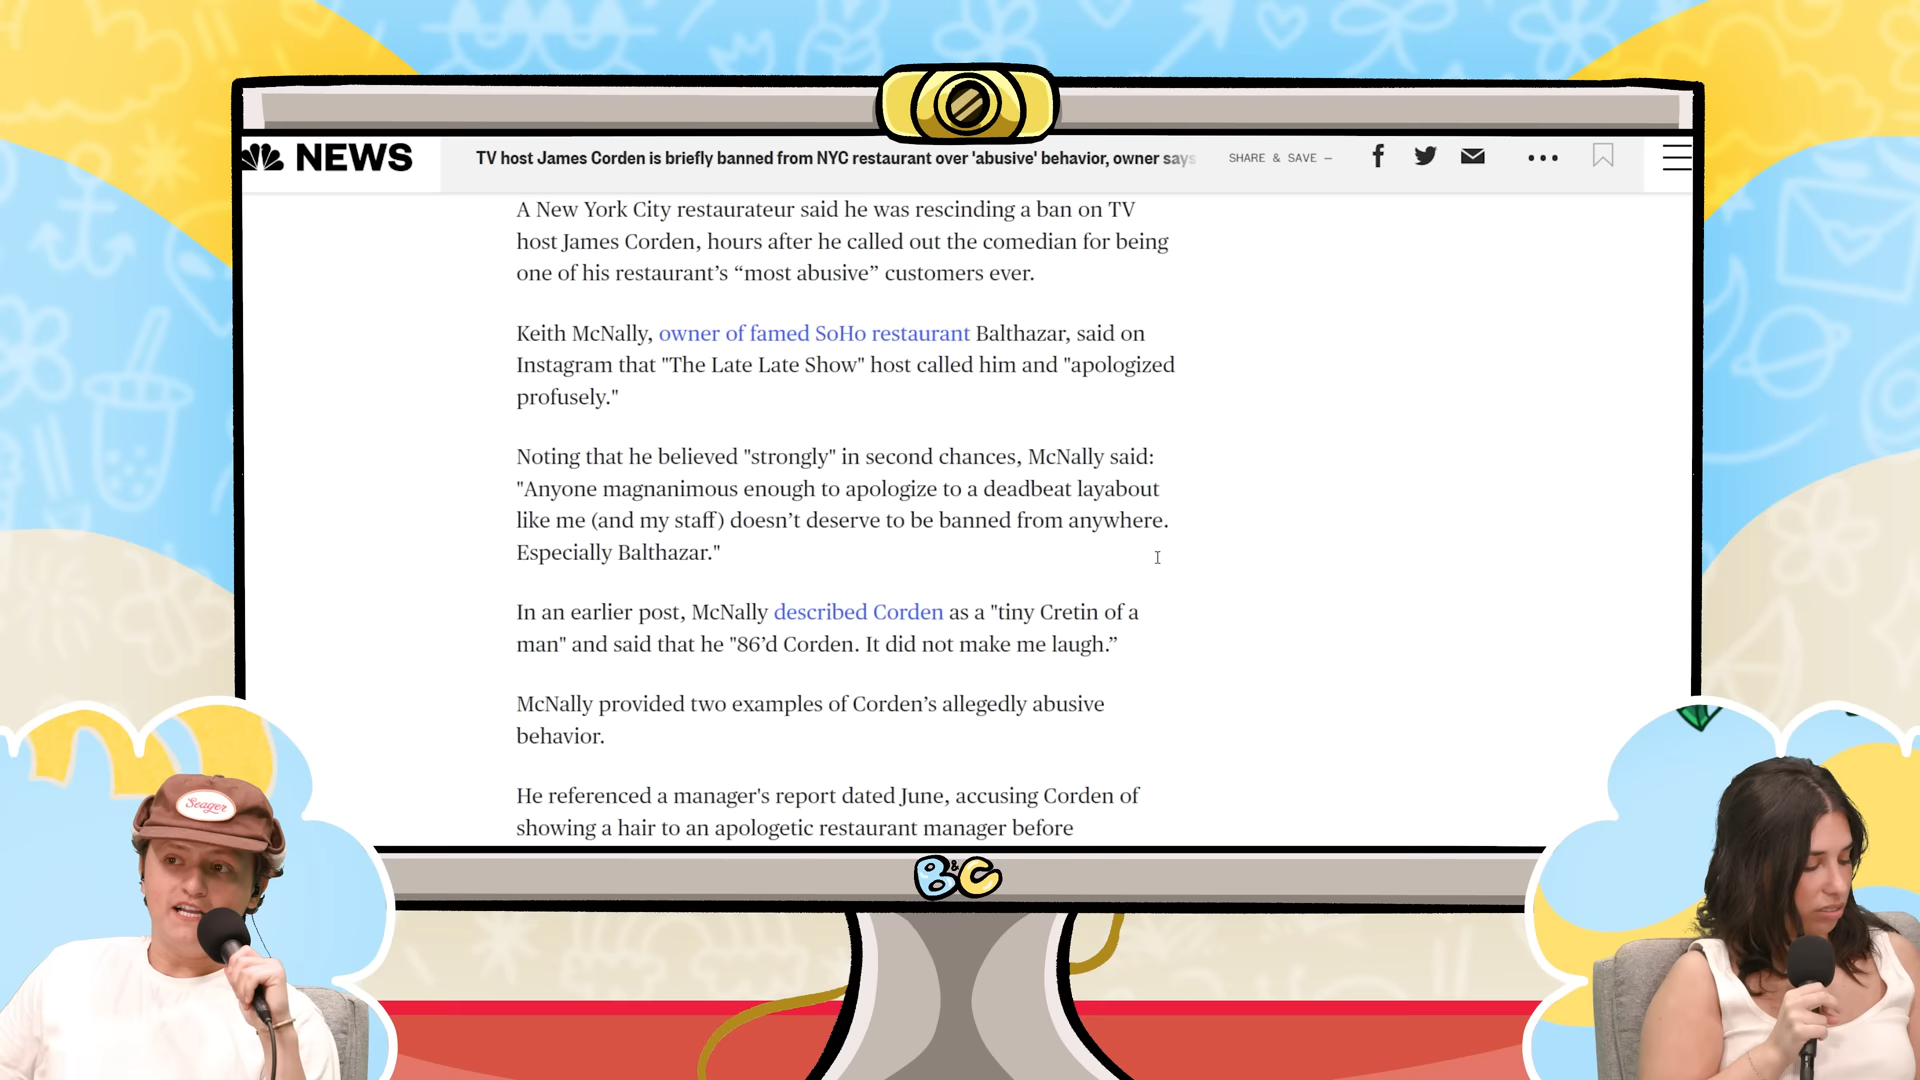 NEWS
TV host James Corden is briefly banned from NYC restaurant over 'abusive' behavior, owner says
SHARE & SAVE —
A New York City restaurateur said he was rescinding a ban on TV
host James Corden, hours after he called out the comedian for being
one of his restaurant’s “most abusive” customers ever.
Keith McNally, owner of famed SoHo restaurant Balthazar, said on
Instagram that "The Late Late Show" host called him and "apologized
profusely."
Noting that he believed "strongly" in second chances, McNally said:
"Anyone magnanimous enough to apologize to a deadbeat layabout
like me (and my staff) doesn’t deserve to be banned from anywhere.
Especially Balthazar."
In an earlier post, McNally described Corden as a "tiny Cretin of a
man" and said that he "86’d Corden. It did not make me laugh.”
McNally provided two examples of Corden’s allegedly abusive
behavior.
He referenced a manager's report dated June, accusing Corden of
showing a hair to an apologetic restaurant manager before
Seager
B&C